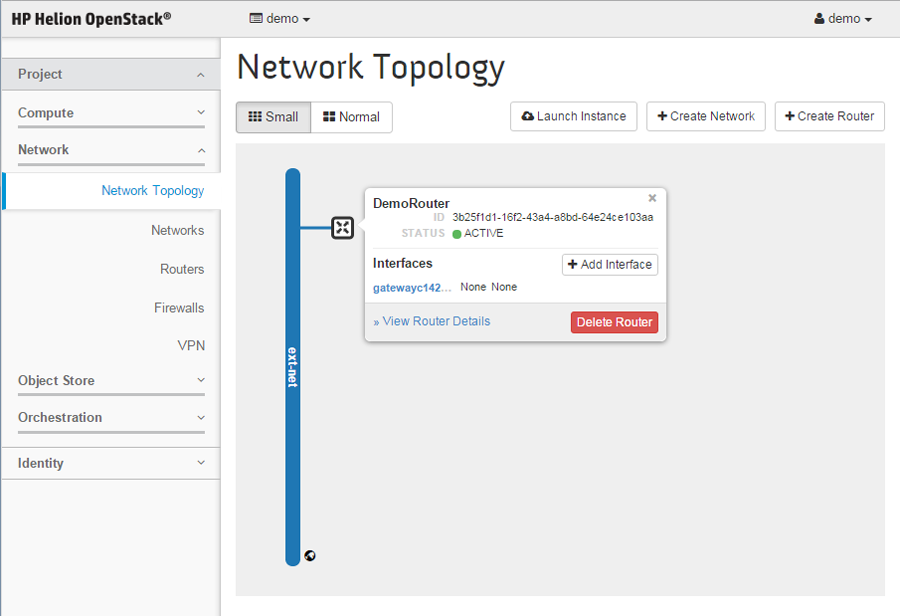 HP Helion OpenStack®
demo
demo
Project
Compute
Network
Network Topology
Networks
Routers
Firewalls
VPN
Object Store
Orchestration
Identity
Network Topology
Small
Normal
Launch Instance
Create Network
Create Router
ext-net
DemoRouter
ID 3b25f1d1-16f2-43a4-a8bd-64e24ce103aa
STATUS ACTIVE
Interfaces
Add Interface
gatewayc142... None None
» View Router Details
Delete Router